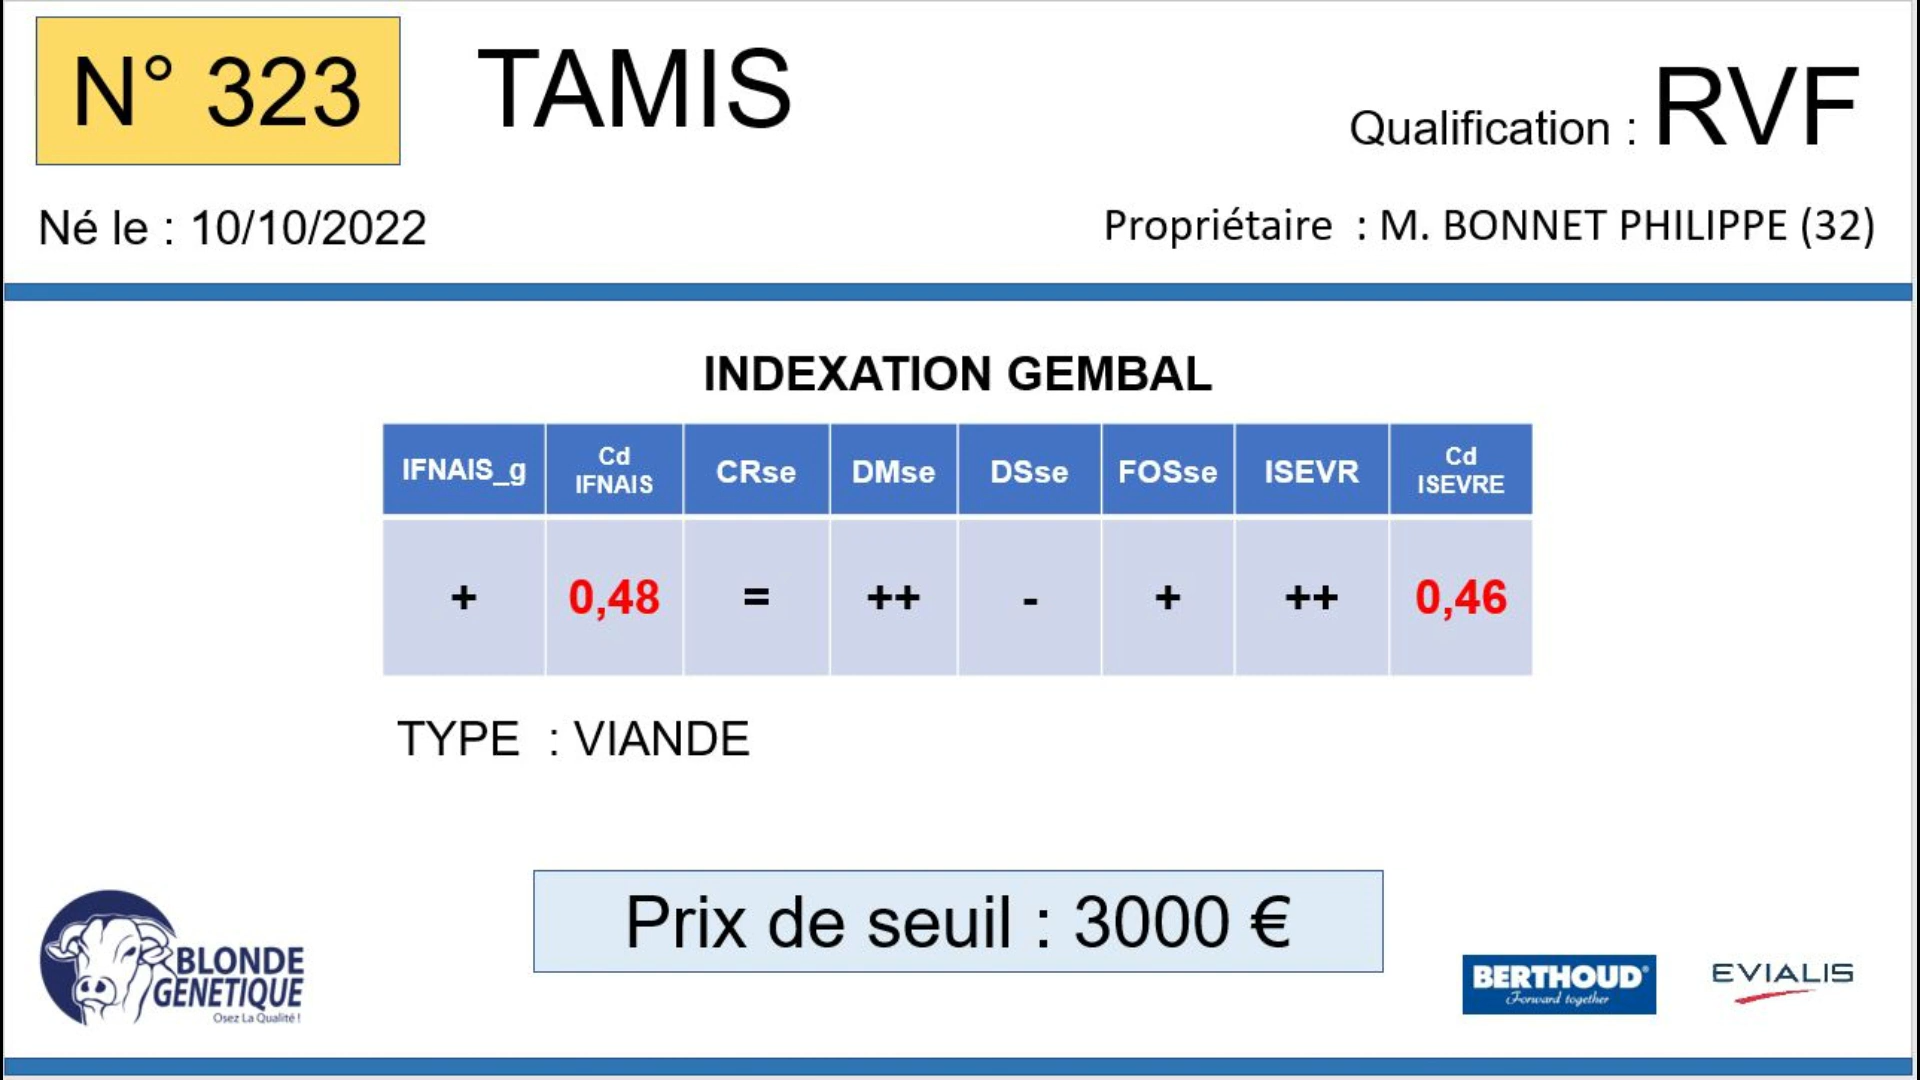 N° 323
TAMIS
Qualification : RVF
Né le : 10/10/2022
Propriétaire : M. BONNET PHILIPPE (32)
INDEXATION GEMBAL
IFNAIS_g Cd IFNAIS CRse DMse DSse FOSse ISEVR Cd ISEVRE
+ 0,48 = ++ - + ++ 0,46
TYPE : VIANDE
Prix de seuil : 3000 €
BLONDE
GENETIQUE
Osez La Qualité !
BERTHOUD®
Forward together
EVIALIS